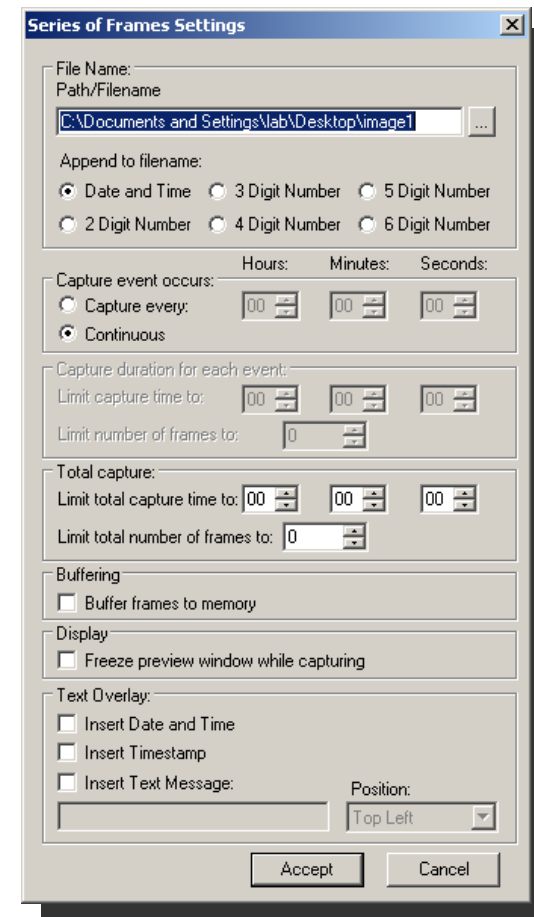 Series of Frames Settings
File Name:
Path/Filename
C:\Documents and Settings\lab\Desktop\image1 ...
Append to filename:
Date and Time 3 Digit Number 5 Digit Number
2 Digit Number 4 Digit Number 6 Digit Number
Hours: Minutes: Seconds:
Capture event occurs:
Capture every: 00 00 00
Continuous
Capture duration for each event:
Limit capture time to: 00 00 00
Limit number of frames to: 0
Total capture:
Limit total capture time to: 00 00 00
Limit total number of frames to: 0
Buffering
Buffer frames to memory
Display
Freeze preview window while capturing
Text Overlay:
Insert Date and Time
Insert Timestamp
Insert Text Message: Position:
Top Left
Accept Cancel